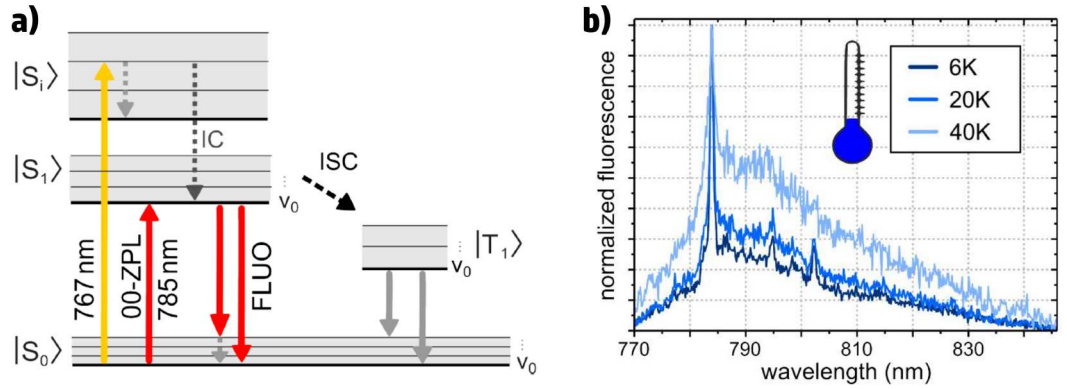 a)
|Sᵢ⟩
IC
|S₁⟩
ISC
v₀
|T₁⟩
v₀
767 nm
00-ZPL
785 nm
FLUO
|S₀⟩
v₀
b)
normalized fluorescence
6K
20K
40K
770
790
810
830
wavelength (nm)